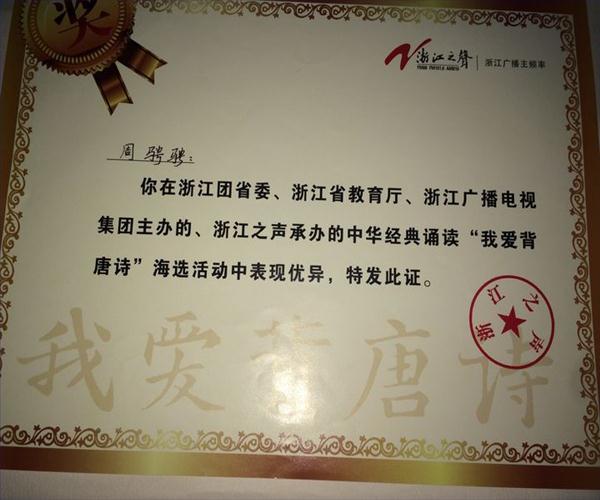 奖
浙江之聲 浙江广播主频率
周骋骋：
你在浙江团省委、浙江省教育厅、浙江广播电视
集团主办的、浙江之声承办的中华经典诵读“我爱背
唐诗”海选活动中表现优异，特发此证。
浙江之声
我爱背唐诗